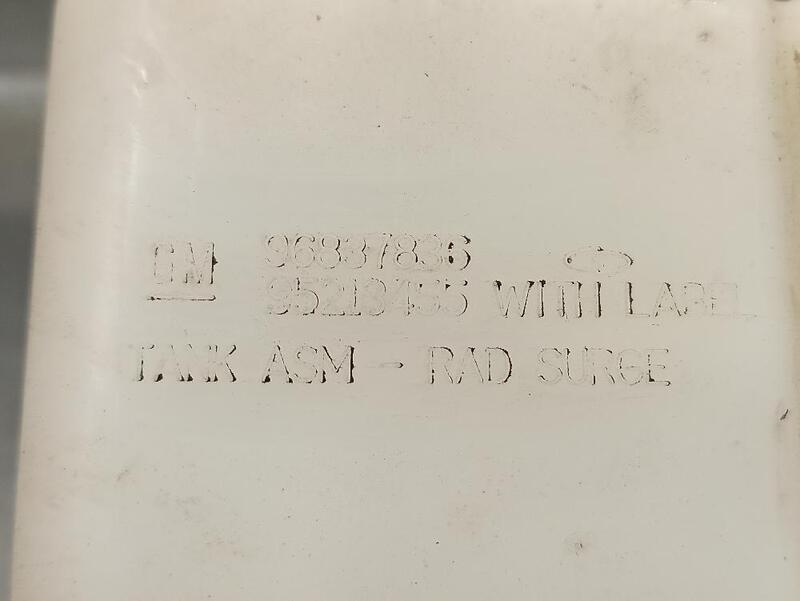 GM 96837836
95213455 WITH LABEL
TANK ASM - RAD SURGE